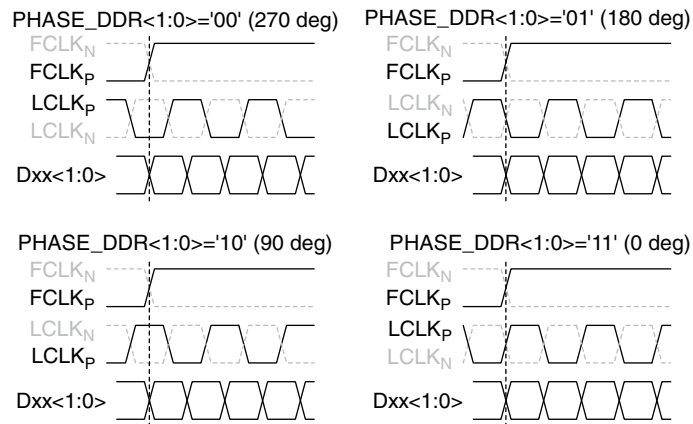 PHASE_DDR<1:0>='00' (270 deg)
FCLKN
FCLKP
LCLKP
LCLKN
Dxx<1:0>
PHASE_DDR<1:0>='01' (180 deg)
FCLKN
FCLKP
LCLKN
LCLKP
Dxx<1:0>
PHASE_DDR<1:0>='10' (90 deg)
FCLKN
FCLKP
LCLKN
LCLKP
Dxx<1:0>
PHASE_DDR<1:0>='11' (0 deg)
FCLKN
FCLKP
LCLKP
LCLKN
Dxx<1:0>